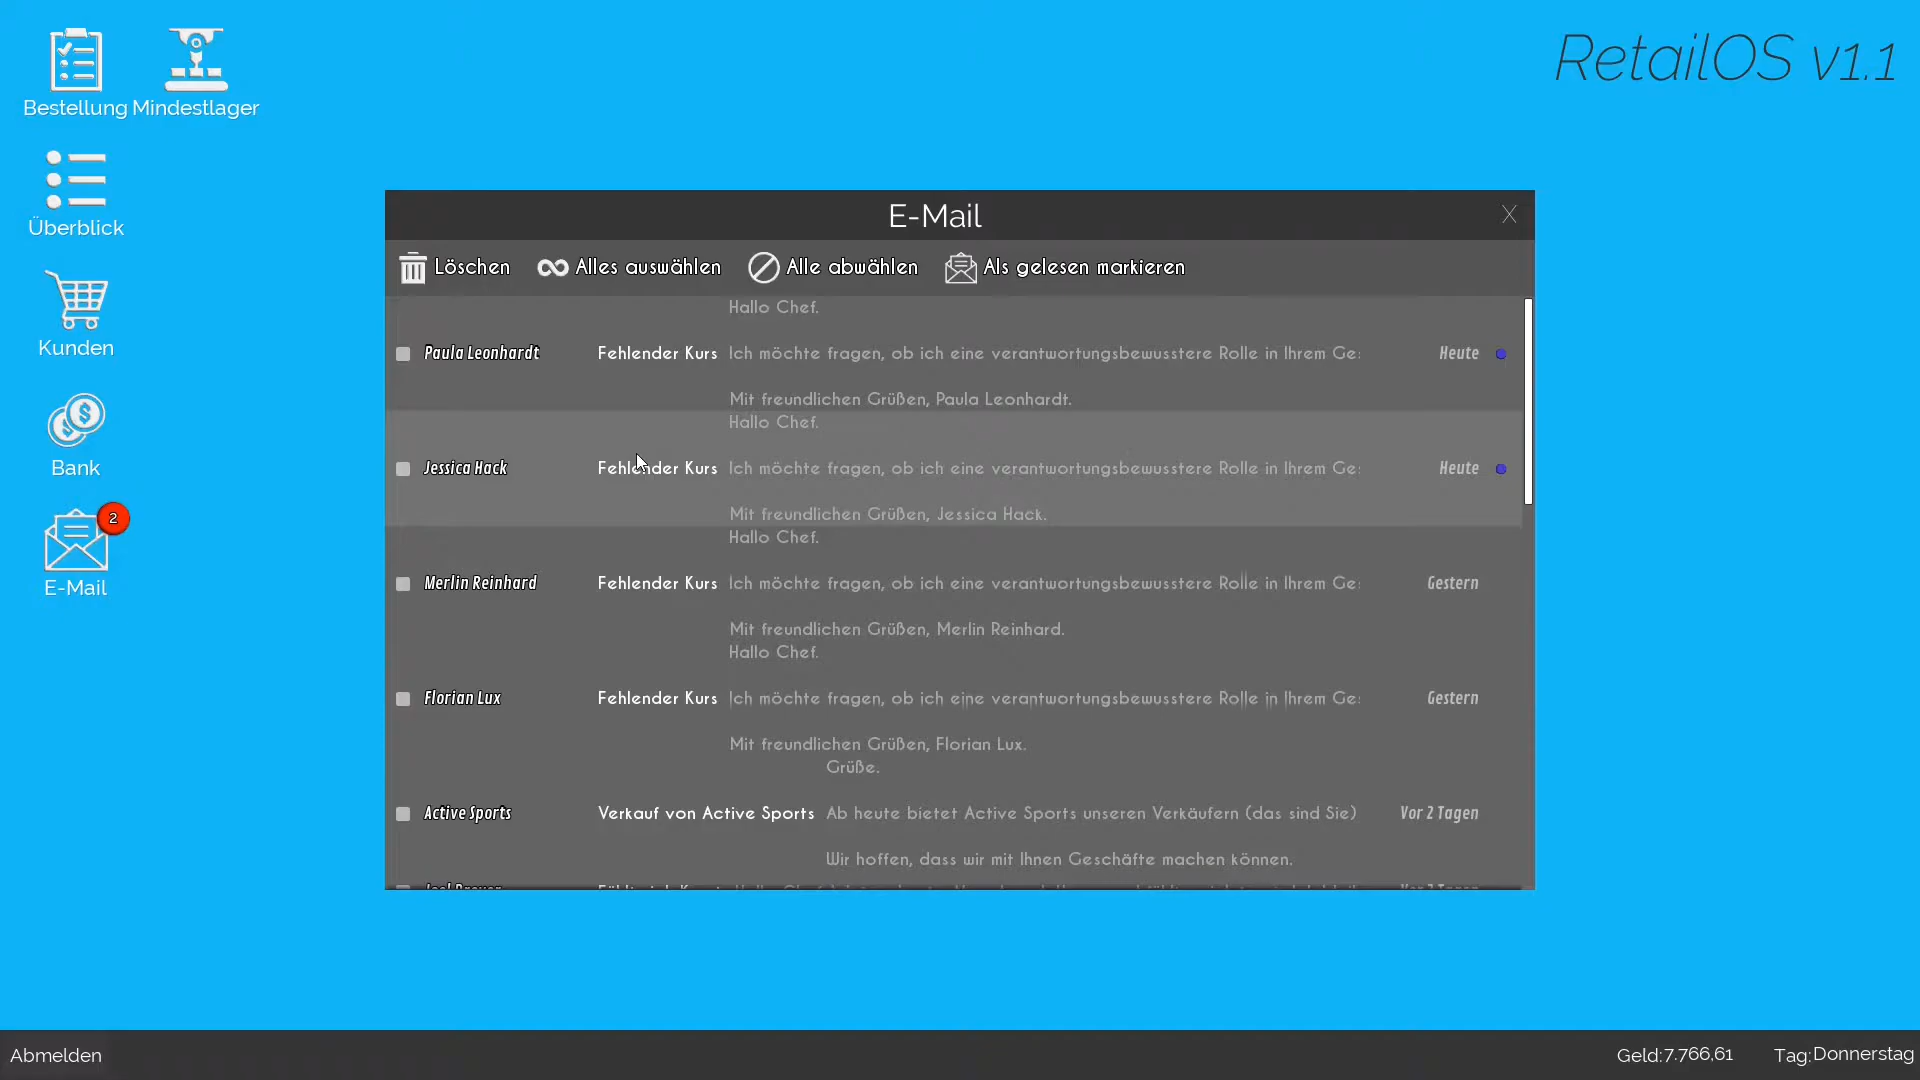 Bestellung
Mindestlager
RetailOS v1.1
Überblick
Kunden
Bank
2
E-Mail
E-Mail
X
Löschen
Alles auswählen
Alle abwählen
Als gelesen markieren
Hallo Chef.
Paula Leonhardt Fehlender Kurs Ich möchte fragen, ob ich eine verantwortungsbewusstere Rolle in Ihrem Ge Heute
Mit freundlichen Grüßen, Paula Leonhardt.
Hallo Chef.
Jessica Hack Fehlender Kurs Ich möchte fragen, ob ich eine verantwortungsbewusstere Rolle in Ihrem Ge Heute
Mit freundlichen Grüßen, Jessica Hack.
Hallo Chef.
Merlin Reinhard Fehlender Kurs Ich möchte fragen, ob ich eine verantwortungsbewusstere Rolle in Ihrem Ge Gestern
Mit freundlichen Grüßen, Merlin Reinhard.
Hallo Chef.
Florian Lux Fehlender Kurs Ich möchte fragen, ob ich eine verantwortungsbewusstere Rolle in Ihrem Ge Gestern
Mit freundlichen Grüßen, Florian Lux.
Grüße.
Active Sports Verkauf von Active Sports Ab heute bietet Active Sports unseren Verkäufern (das sind Sie) Vor 2 Tagen
Wir hoffen, dass wir mit Ihnen Geschäfte machen können.
Abmelden
Geld:7.766,61
Tag:Donnerstag